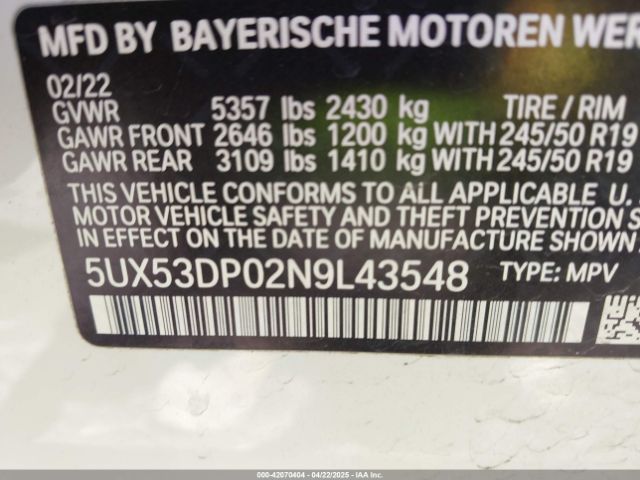 MFD BY BAYERISCHE MOTOREN WER
02/22
GVWR 5357 lbs 2430 kg TIRE / RIM
GAWR FRONT 2646 lbs 1200 kg WITH 245/50 R19
GAWR REAR 3109 lbs 1410 kg WITH 245/50 R19
THIS VEHICLE CONFORMS TO ALL APPLICABLE U.
MOTOR VEHICLE SAFETY AND THEFT PREVENTION S
IN EFFECT ON THE DATE OF MANUFACTURE SHOWN
5UX53DP02N9L43548 TYPE: MPV
000-42070404 - 04/22/2025 - IAAI.com